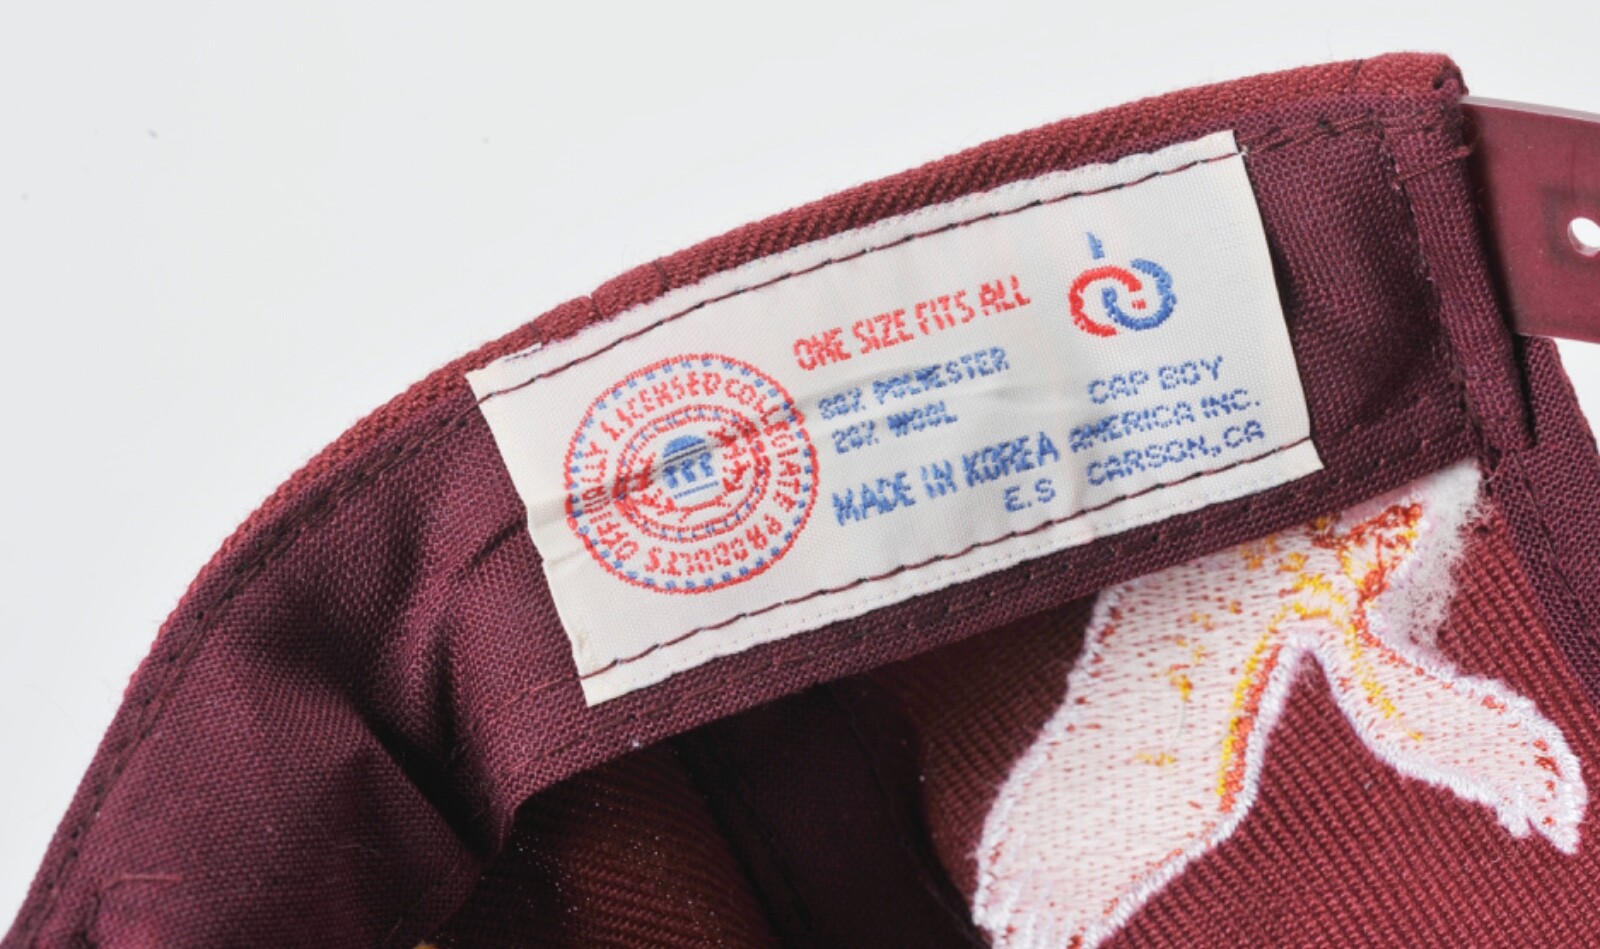 OFFICIALLY LICENSED COLLEGIATE PRODUCTS
ONE SIZE FITS ALL
80% POLYESTER
20% WOOL
MADE IN KOREA
E.S
CAP BOY
AMERICA INC.
CARSON,CA